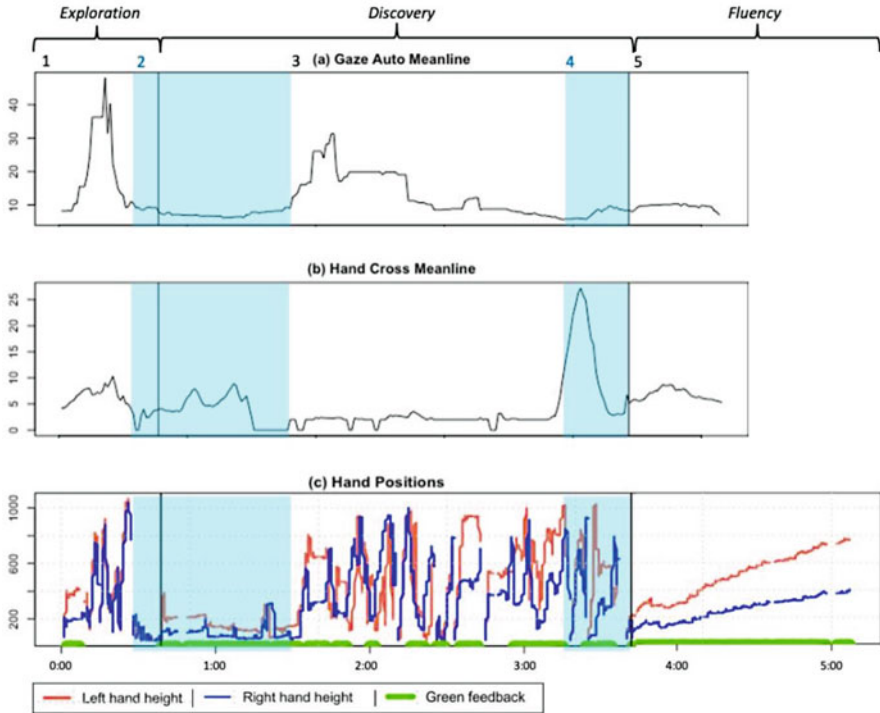 Exploration Discovery Fluency
1 2 3 (a) Gaze Auto Meanline 4 5
40
30
20
10
(b) Hand Cross Meanline
25
20
15
10
5
0
(c) Hand Positions
1000
600
200
0:00 1:00 2:00 3:00 4:00 5:00
Left hand height Right hand height Green feedback